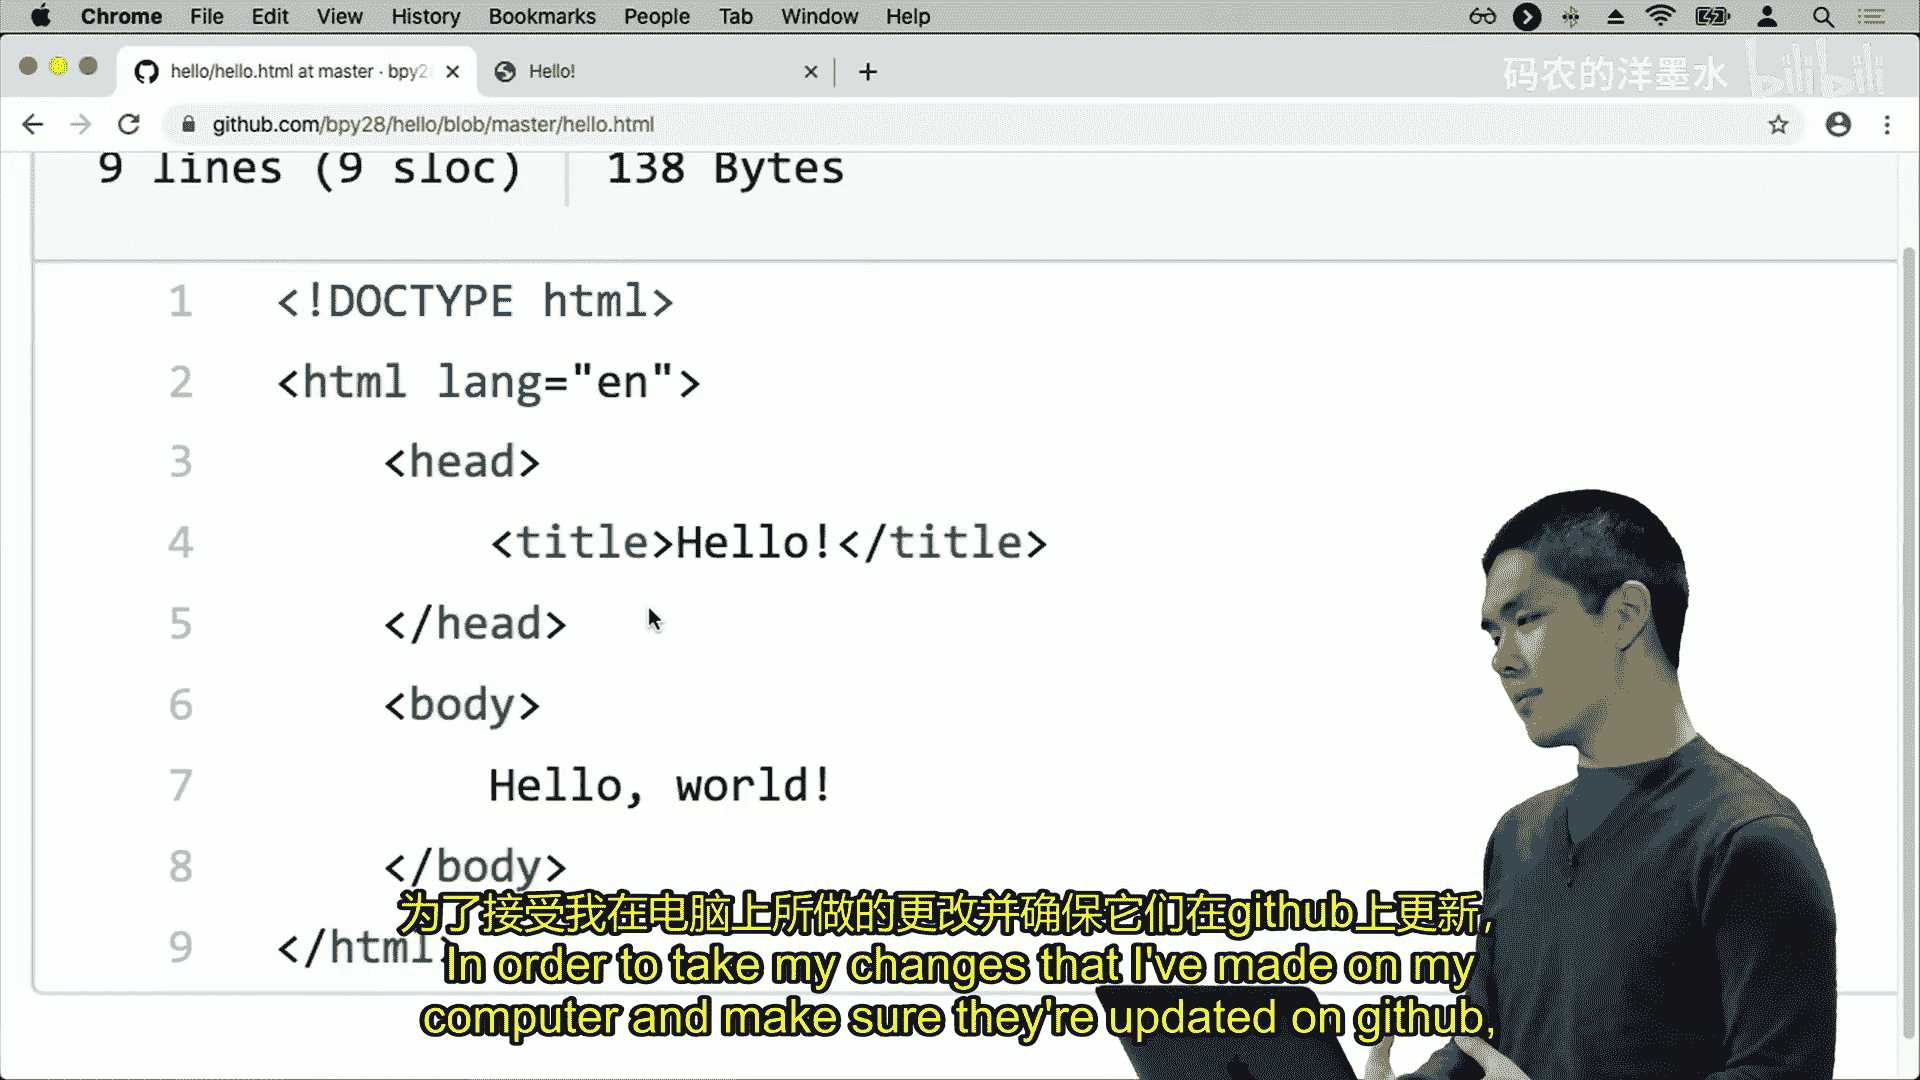 Chrome File Edit View History Bookmarks People Tab Window Help
hello/hello.html at master · bpy2
Hello!
码农的洋墨水 bilibili
github.com/bpy28/hello/blob/master/hello.html
9 lines (9 sloc) 138 Bytes
1 <!DOCTYPE html>
2 <html lang="en">
3 <head>
4 <title>Hello!</title>
5 </head>
6 <body>
7 Hello, world!
8 </body>
9 </html>
为了接受我在电脑上所做的更改并确保它们在github上更新,
In order to take my changes that I've made on my
computer and make sure they're updated on github,